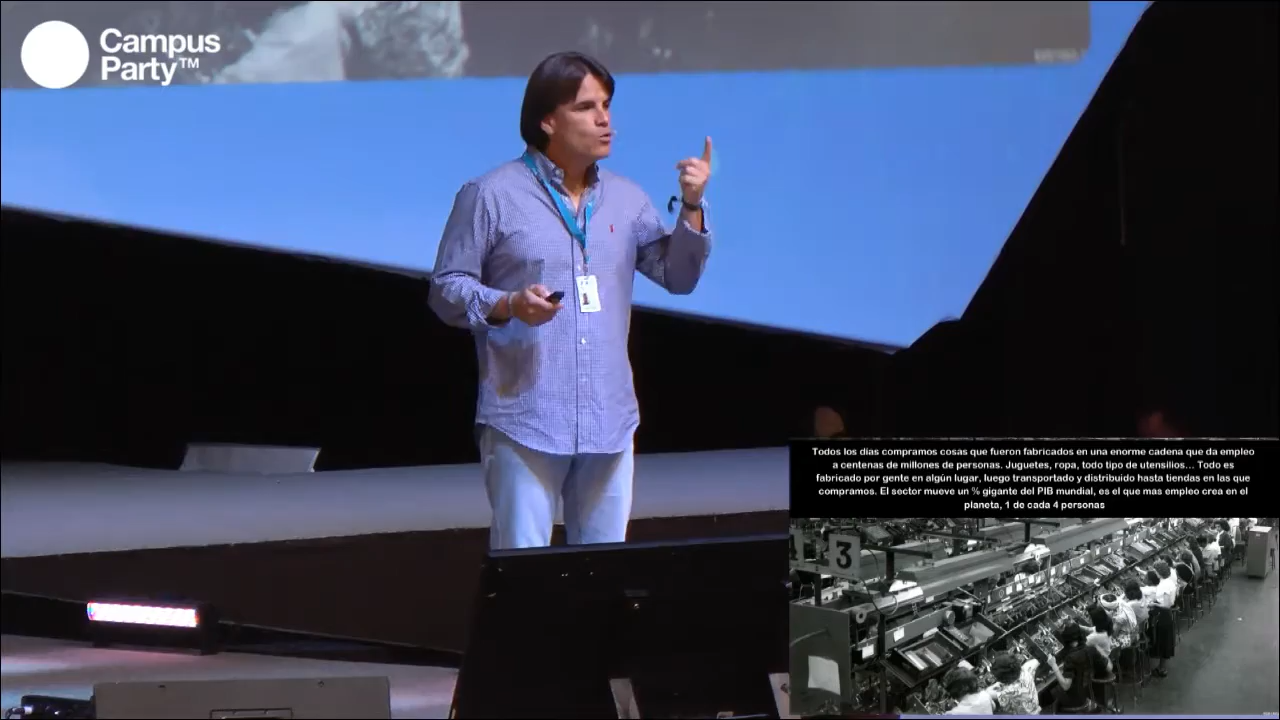 Campus
Party™
Todos los dias compramos cosas que fueron fabricados en una enorme cadena que da empleo
a centenas de millones de personas. Juguetes, ropa, todo tipo de utensilios... Todo es
fabricado por gente en algún lugar, luego transportado y distribuido hasta tiendas en las que
compramos. El sector mueve un % gigante del PIB mundial, es el que mas empleo crea en el
planeta, 1 de cada 4 personas
3